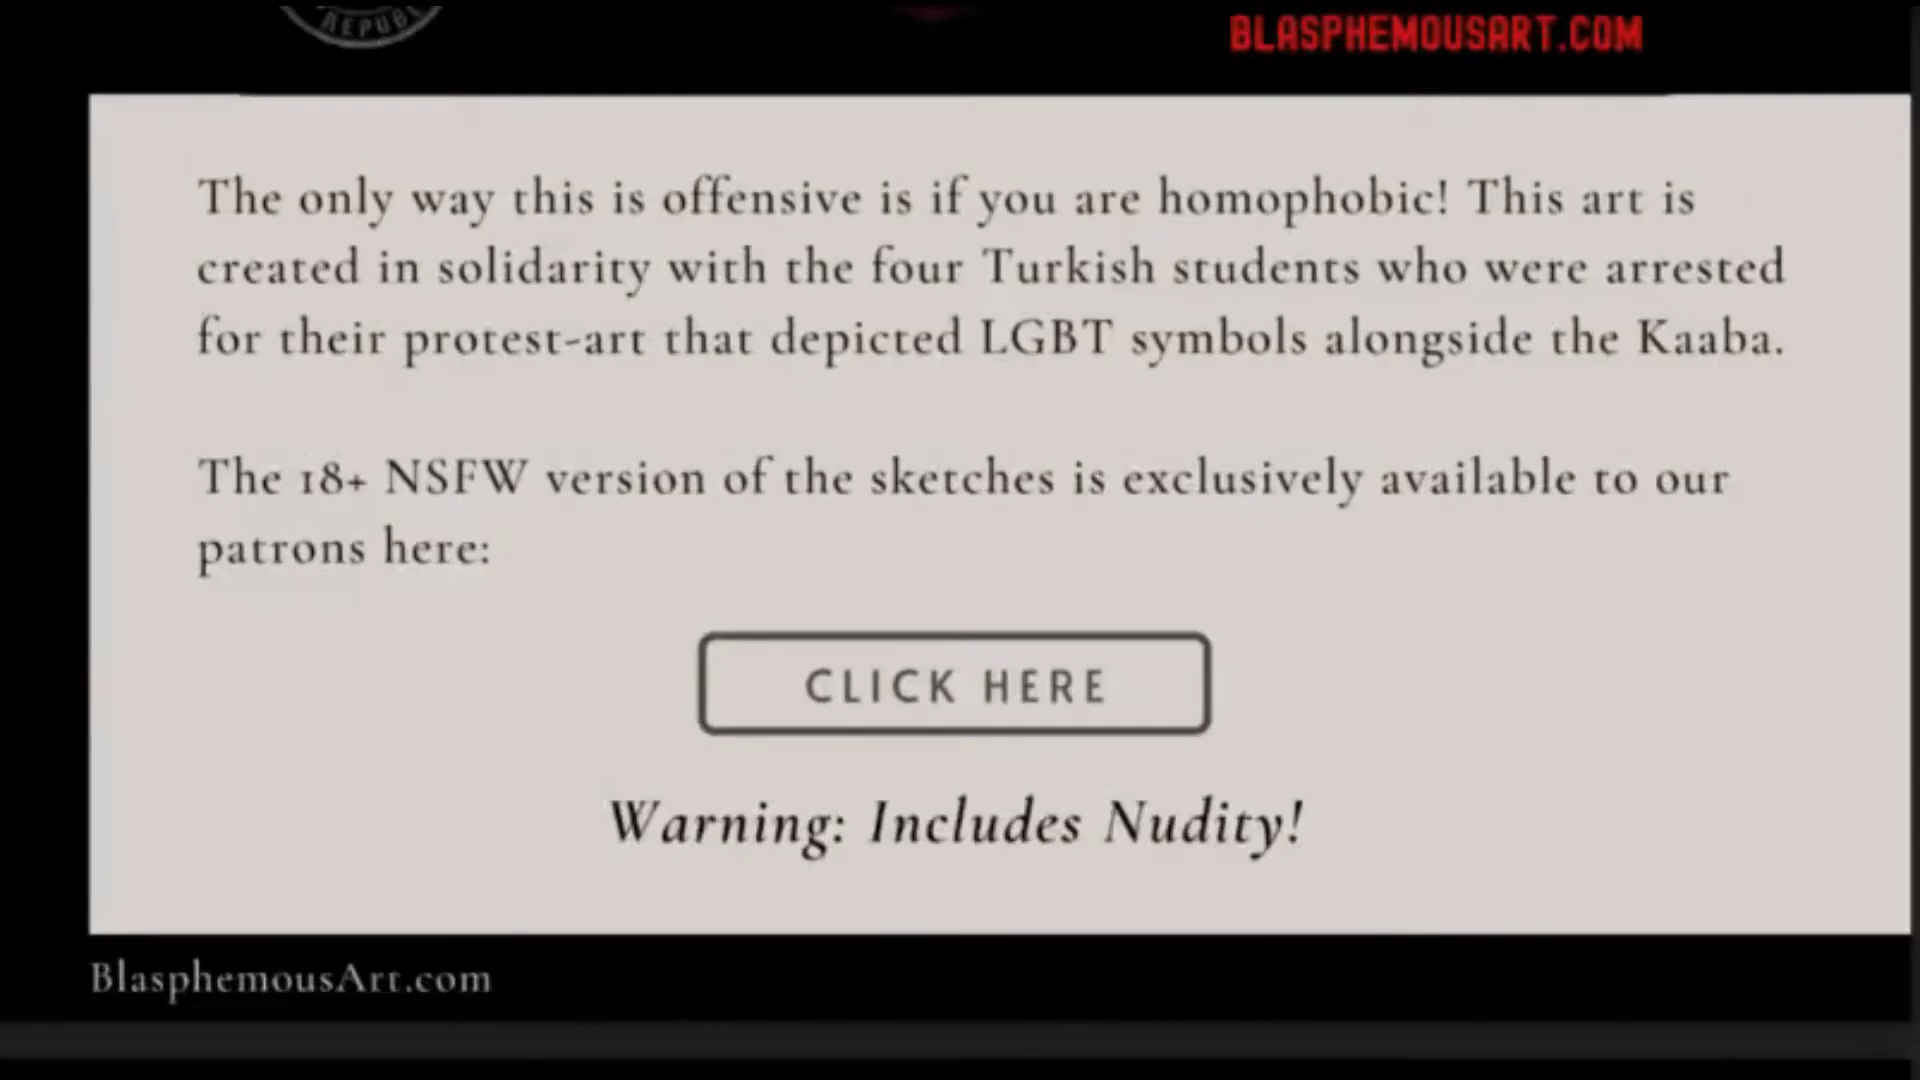 REPUB
BLASPHEMOUSART.COM
The only way this is offensive is if you are homophobic! This art is
created in solidarity with the four Turkish students who were arrested
for their protest-art that depicted LGBT symbols alongside the Kaaba.
The 18+ NSFW version of the sketches is exclusively available to our
patrons here:
CLICK HERE
Warning: Includes Nudity!
BlasphemousArt.com